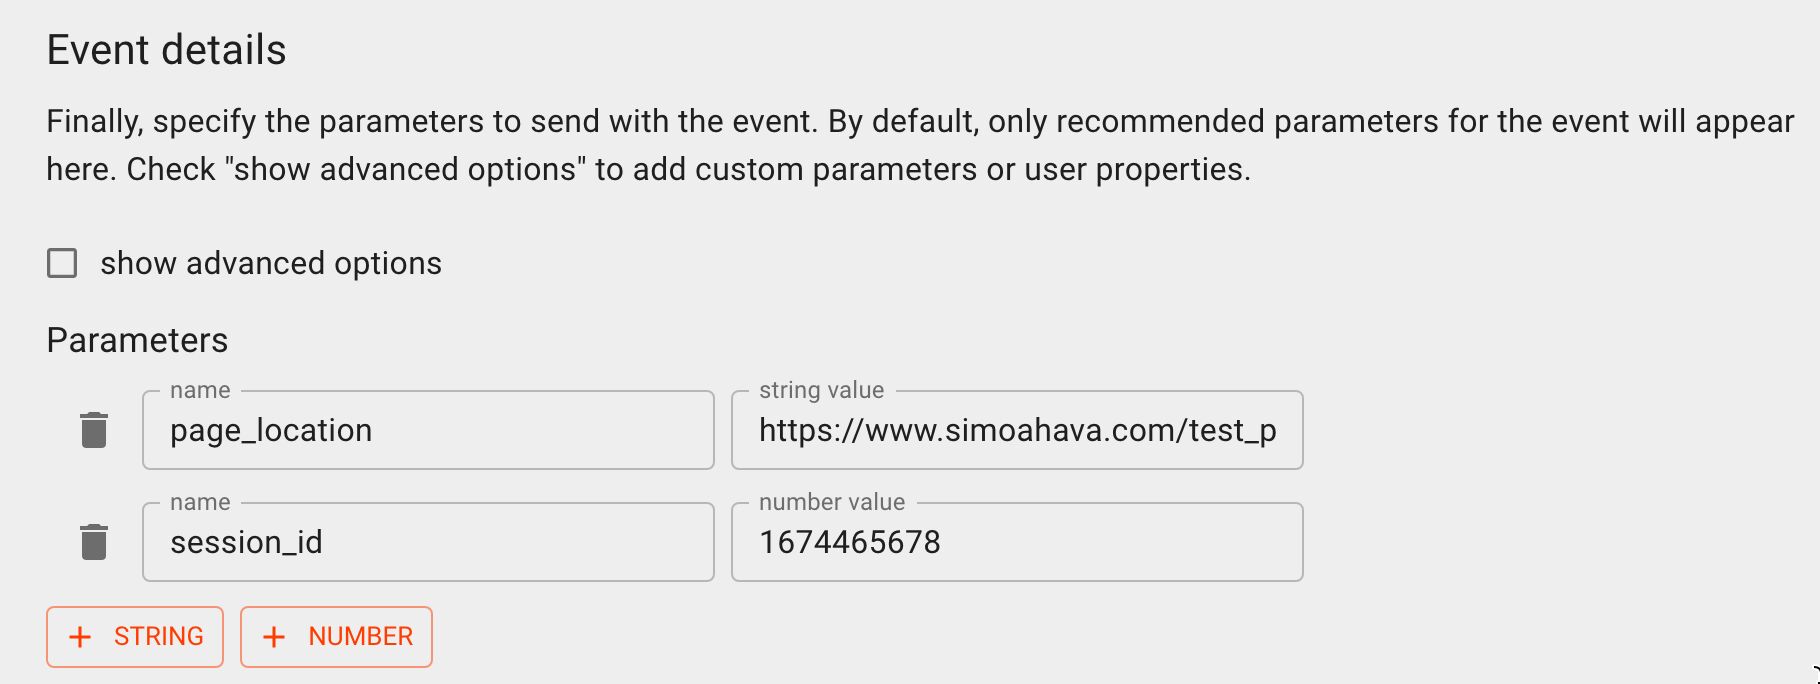 Event details
Finally, specify the parameters to send with the event. By default, only recommended parameters for the event will appear
here. Check "show advanced options" to add custom parameters or user properties.
show advanced options
Parameters
name
string value
page_location
https://www.simoahava.com/test_p
name
number value
session_id
1674465678
+ STRING
+ NUMBER